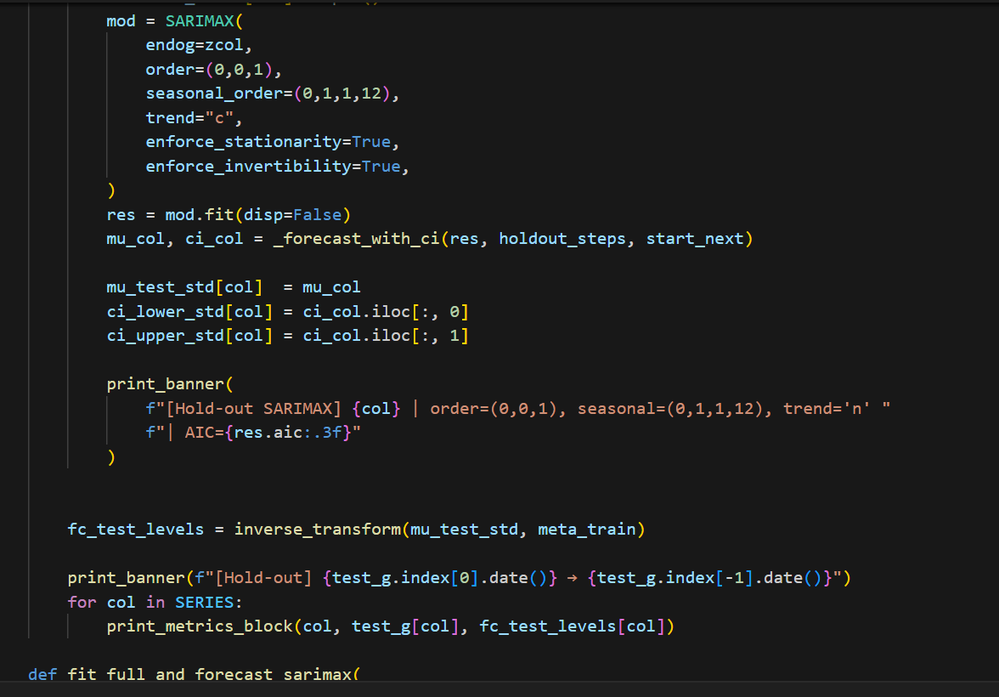 mod = SARIMAX(
endog=zcol,
order=(0,0,1),
seasonal_order=(0,1,1,12),
trend="c",
enforce_stationarity=True,
enforce_invertibility=True,
)
res = mod.fit(disp=False)
mu_col, ci_col = _forecast_with_ci(res, holdout_steps, start_next)
mu_test_std[col]  = mu_col
ci_lower_std[col] = ci_col.iloc[:, 0]
ci_upper_std[col] = ci_col.iloc[:, 1]
print_banner(
f"[Hold-out SARIMAX] {col} | order=(0,0,1), seasonal=(0,1,1,12), trend='n' "
f"| AIC={res.aic:.3f}"
)
fc_test_levels = inverse_transform(mu_test_std, meta_train)
print_banner(f"[Hold-out] {test_g.index[0].date()} → {test_g.index[-1].date()}")
for col in SERIES:
print_metrics_block(col, test_g[col], fc_test_levels[col])
def fit_full_and_forecast_sarimax(